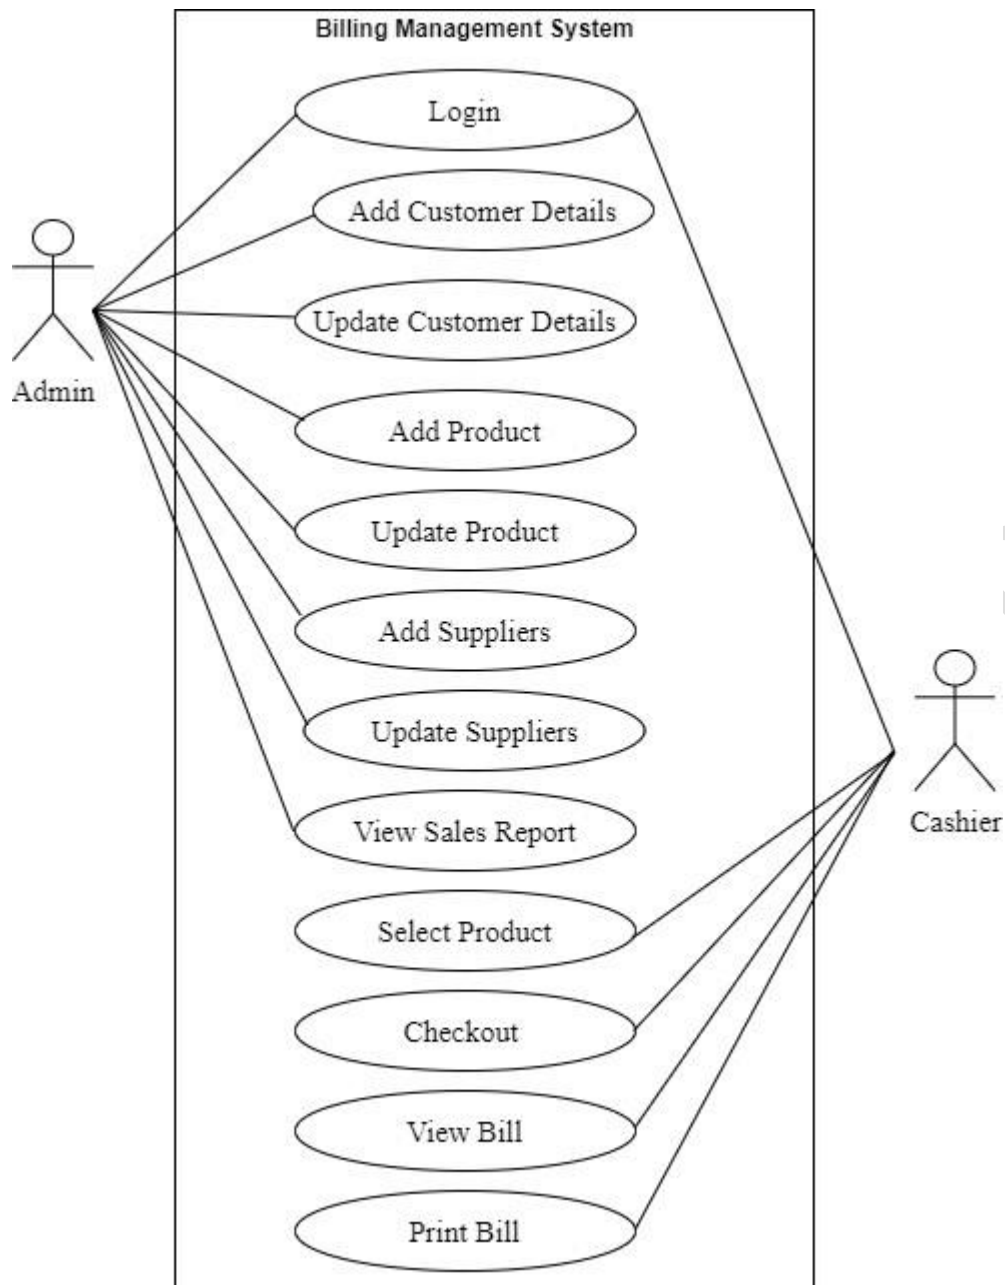 Billing Management System
Login
Add Customer Details
Update Customer Details
Admin
Add Product
Update Product
Add Suppliers
Update Suppliers
View Sales Report
Cashier
Select Product
Checkout
View Bill
Print Bill